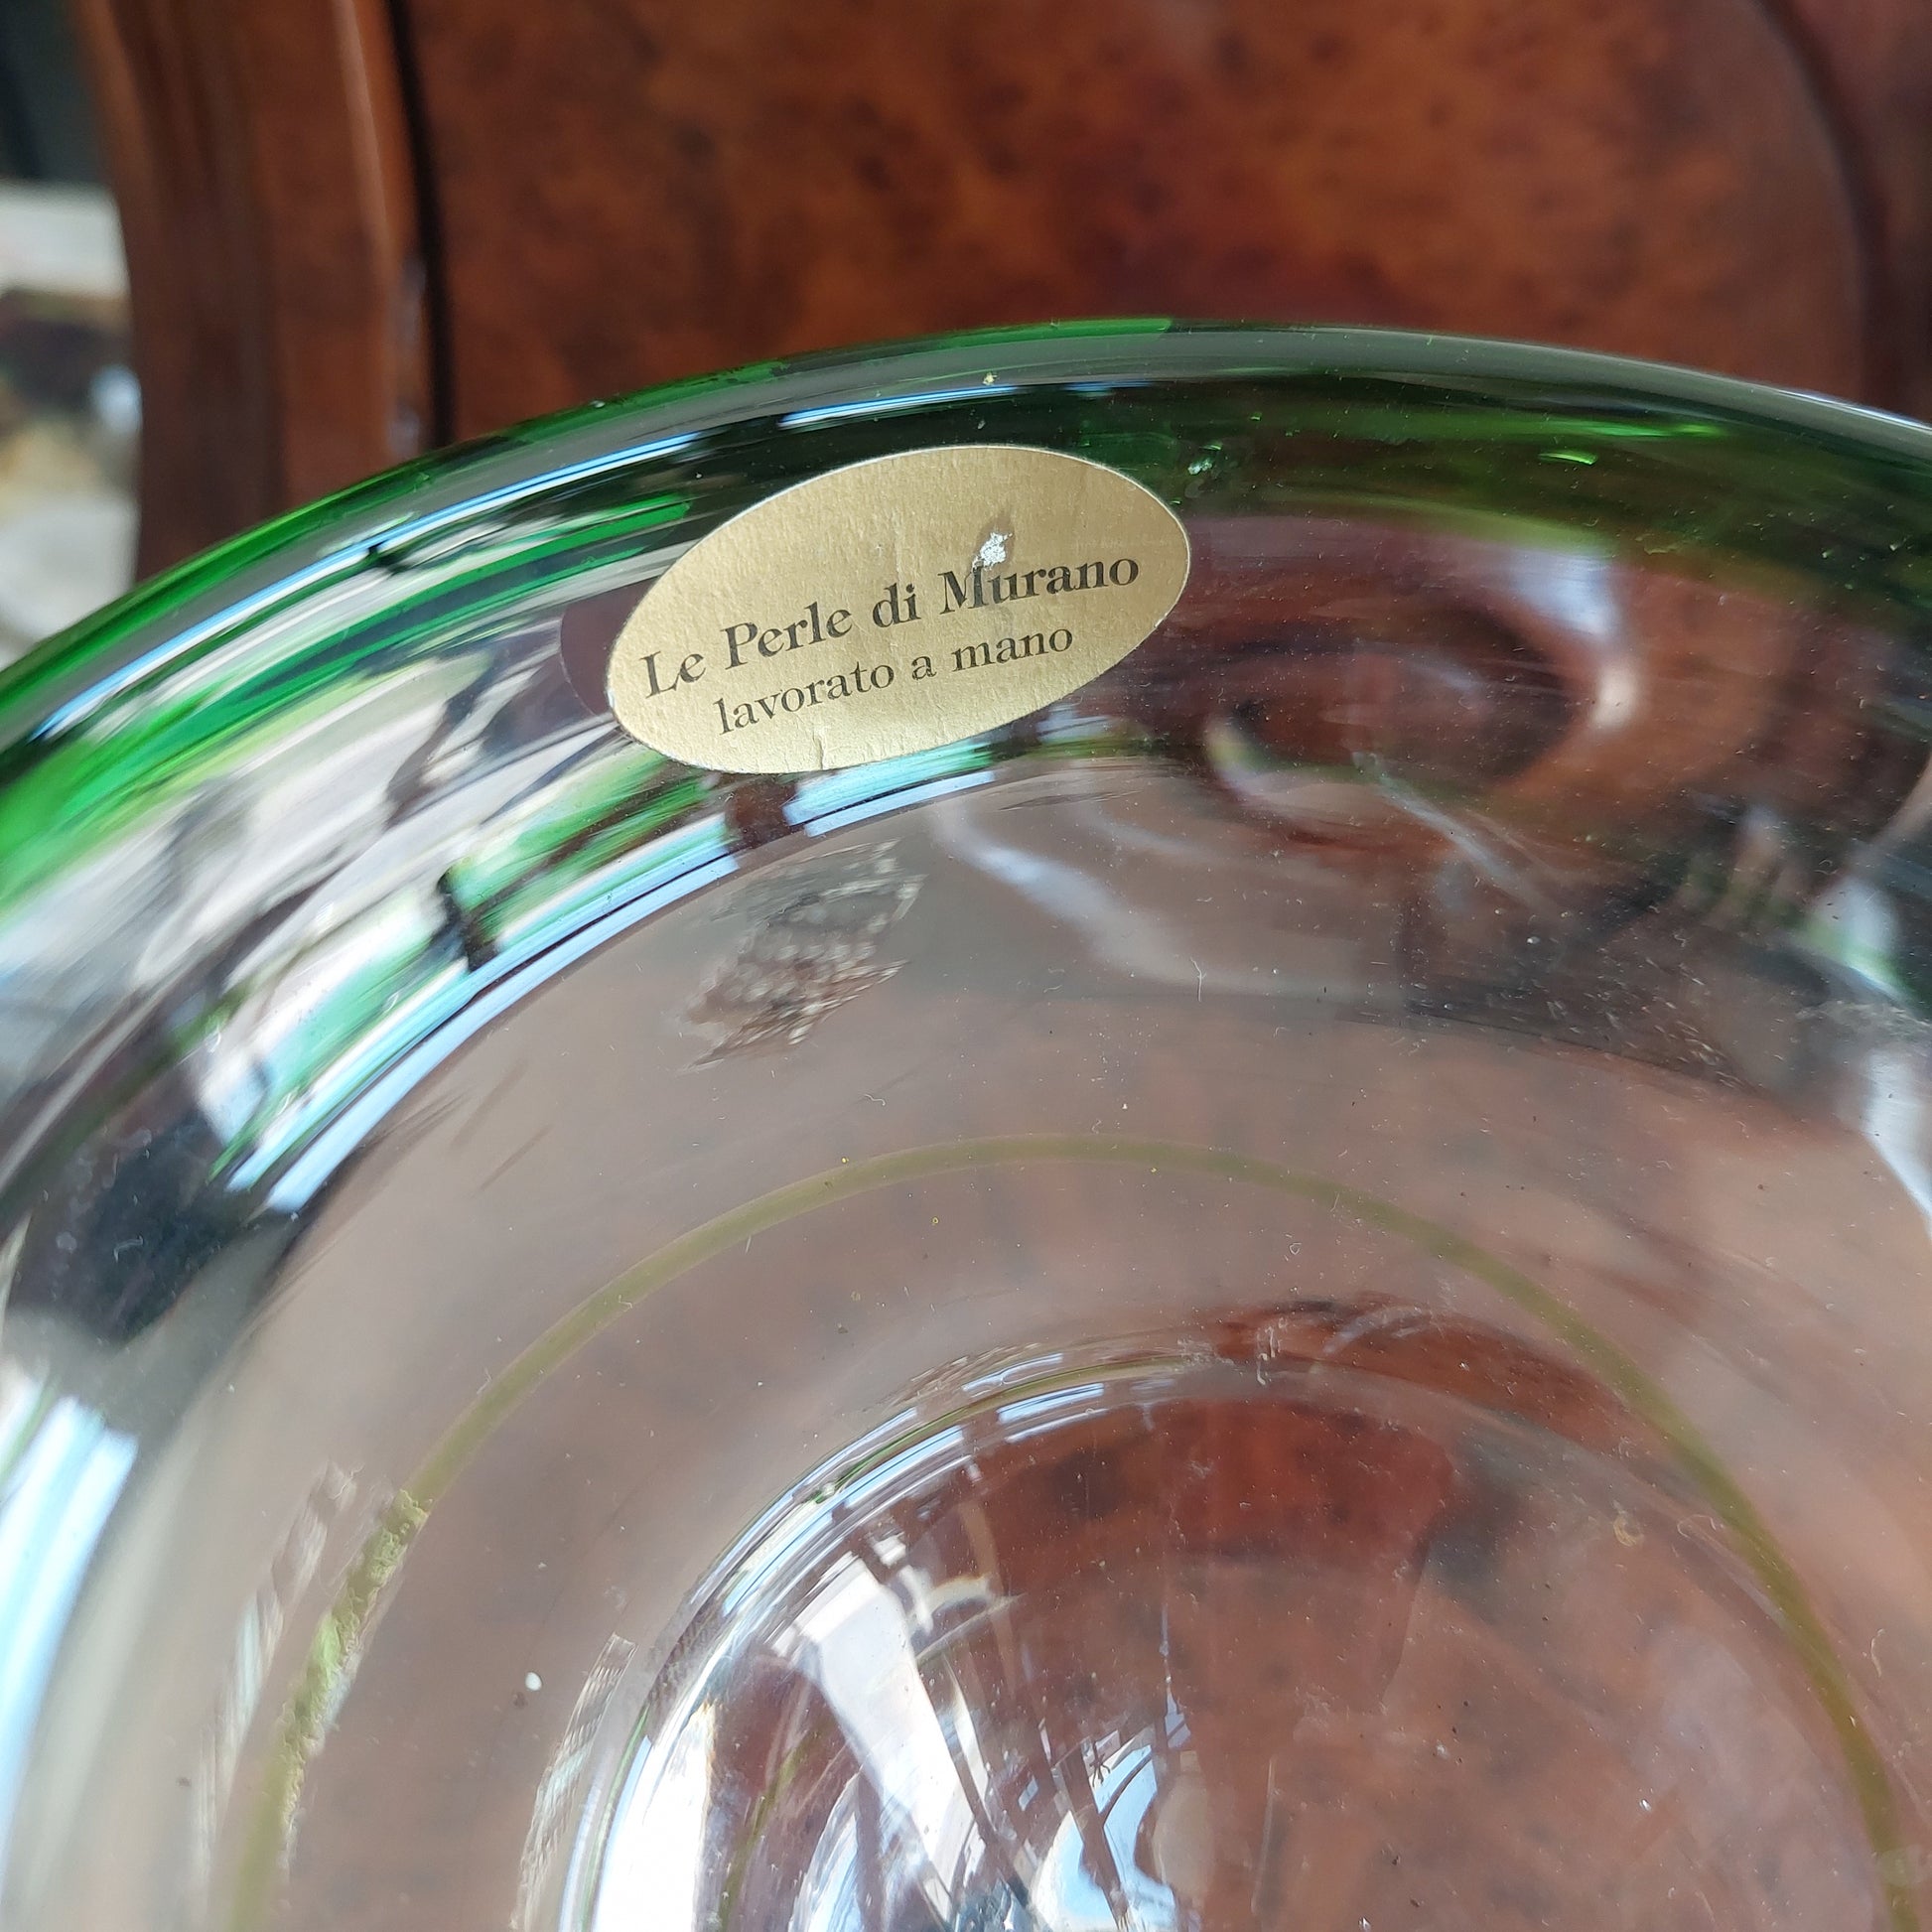 Le Perle di Murano
lavorato a mano